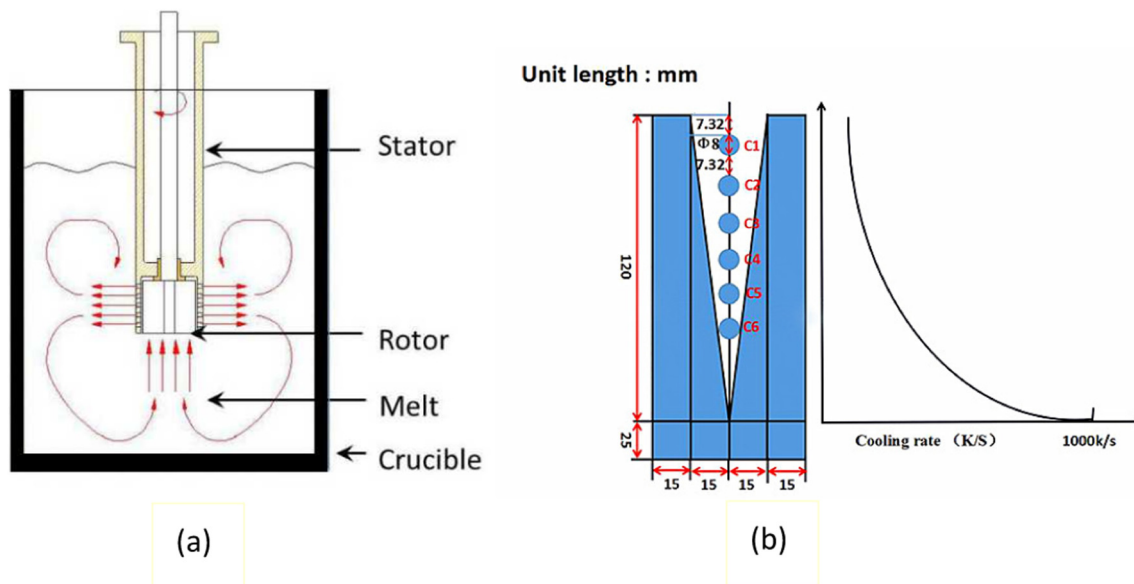 Stator
Rotor
Melt
Crucible
(a)
Unit length : mm
7.32
Φ8
C1
7.32
C2
C3
C4
C5
C6
120
25
15
15
15
15
Cooling rate （K/S）
1000k/s
(b)